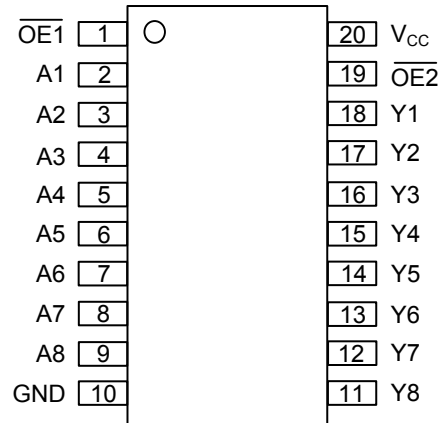 O̅E̅1̅ 1 20 VCC
A1 2 19 O̅E̅2̅
A2 3 18 Y1
A3 4 17 Y2
A4 5 16 Y3
A5 6 15 Y4
A6 7 14 Y5
A7 8 13 Y6
A8 9 12 Y7
GND 10 11 Y8